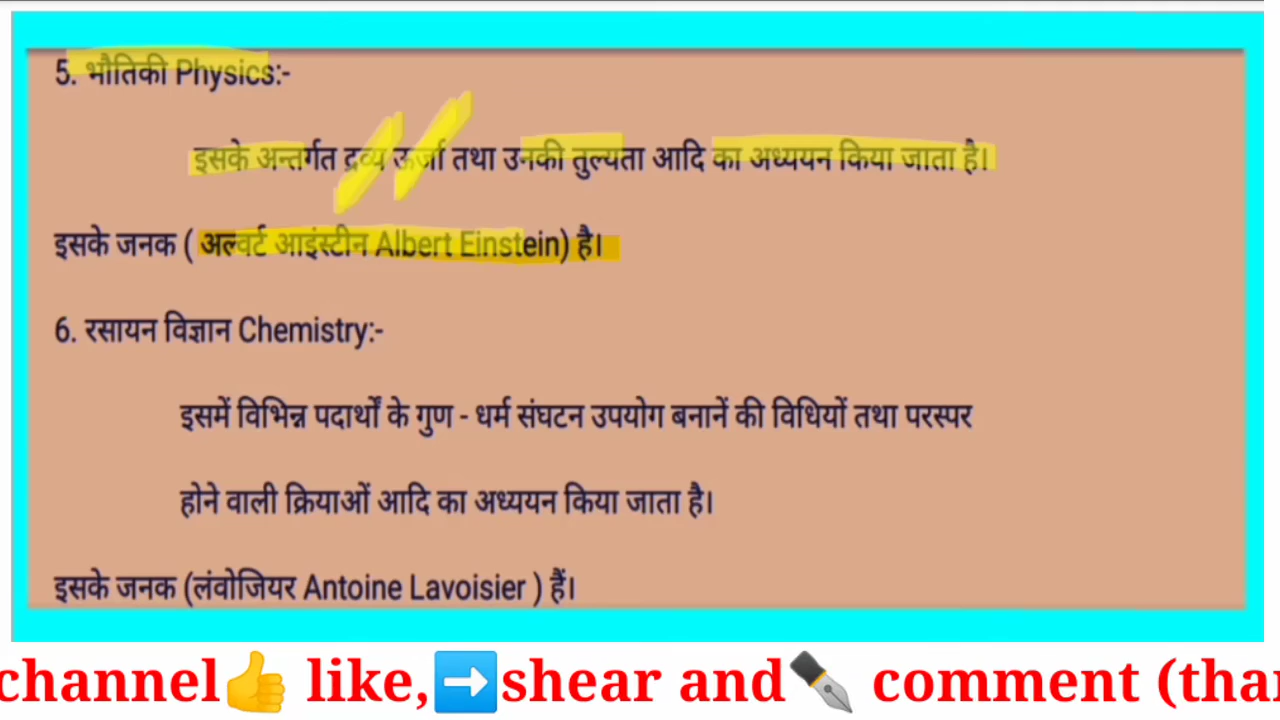 5. भौतिकी Physics:-
इसके अन्तर्गत द्रव्य ऊर्जा तथा उनकी तुल्यता आदि का अध्ययन किया जाता है।
इसके जनक ( अल्वर्ट आइंस्टीन Albert Einstein) है।
6. रसायन विज्ञान Chemistry:-
इसमें विभिन्न पदार्थों के गुण - धर्म संघटन उपयोग बनानें की विधियों तथा परस्पर
होने वाली क्रियाओं आदि का अध्ययन किया जाता है।
इसके जनक (लंवोजियर Antoine Lavoisier ) हैं।
channel👍 like,➡️shear and✒️ comment (than